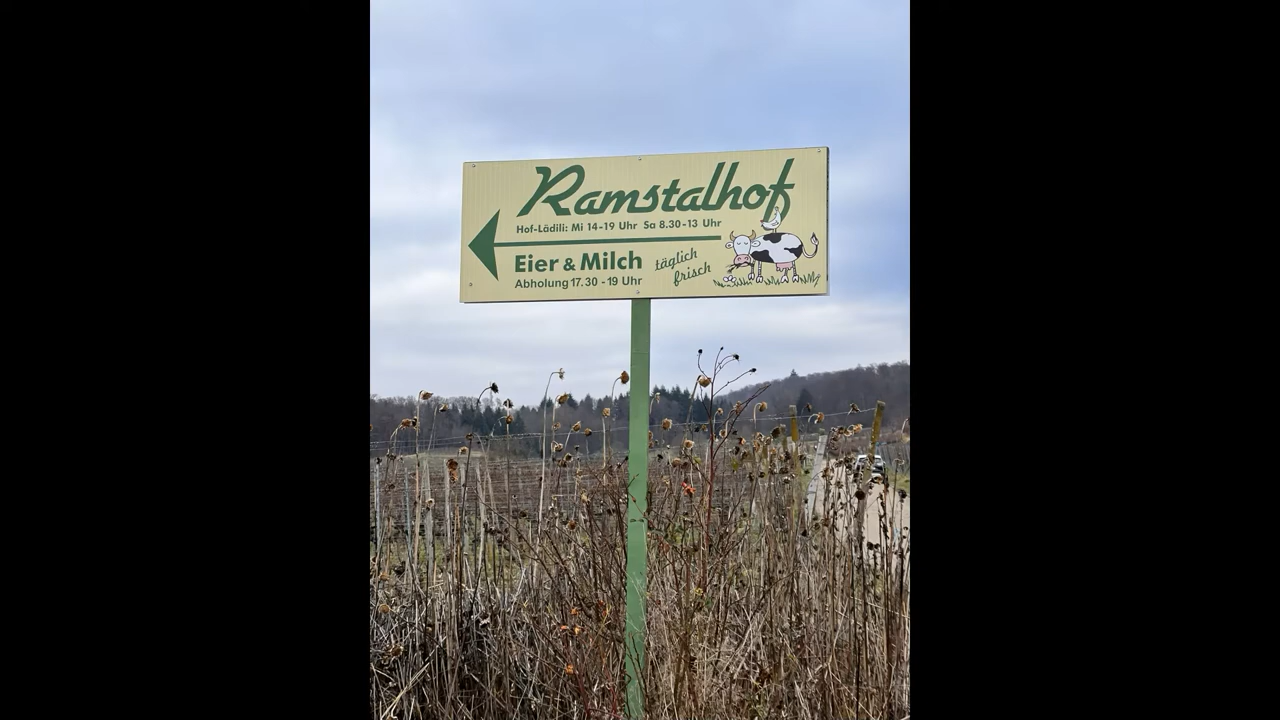 Ramstalhof
Hof-Lädili: Mi 14-19 Uhr Sa 8.30-13 Uhr
Eier & Milch täglich frisch
Abholung 17.30 - 19 Uhr